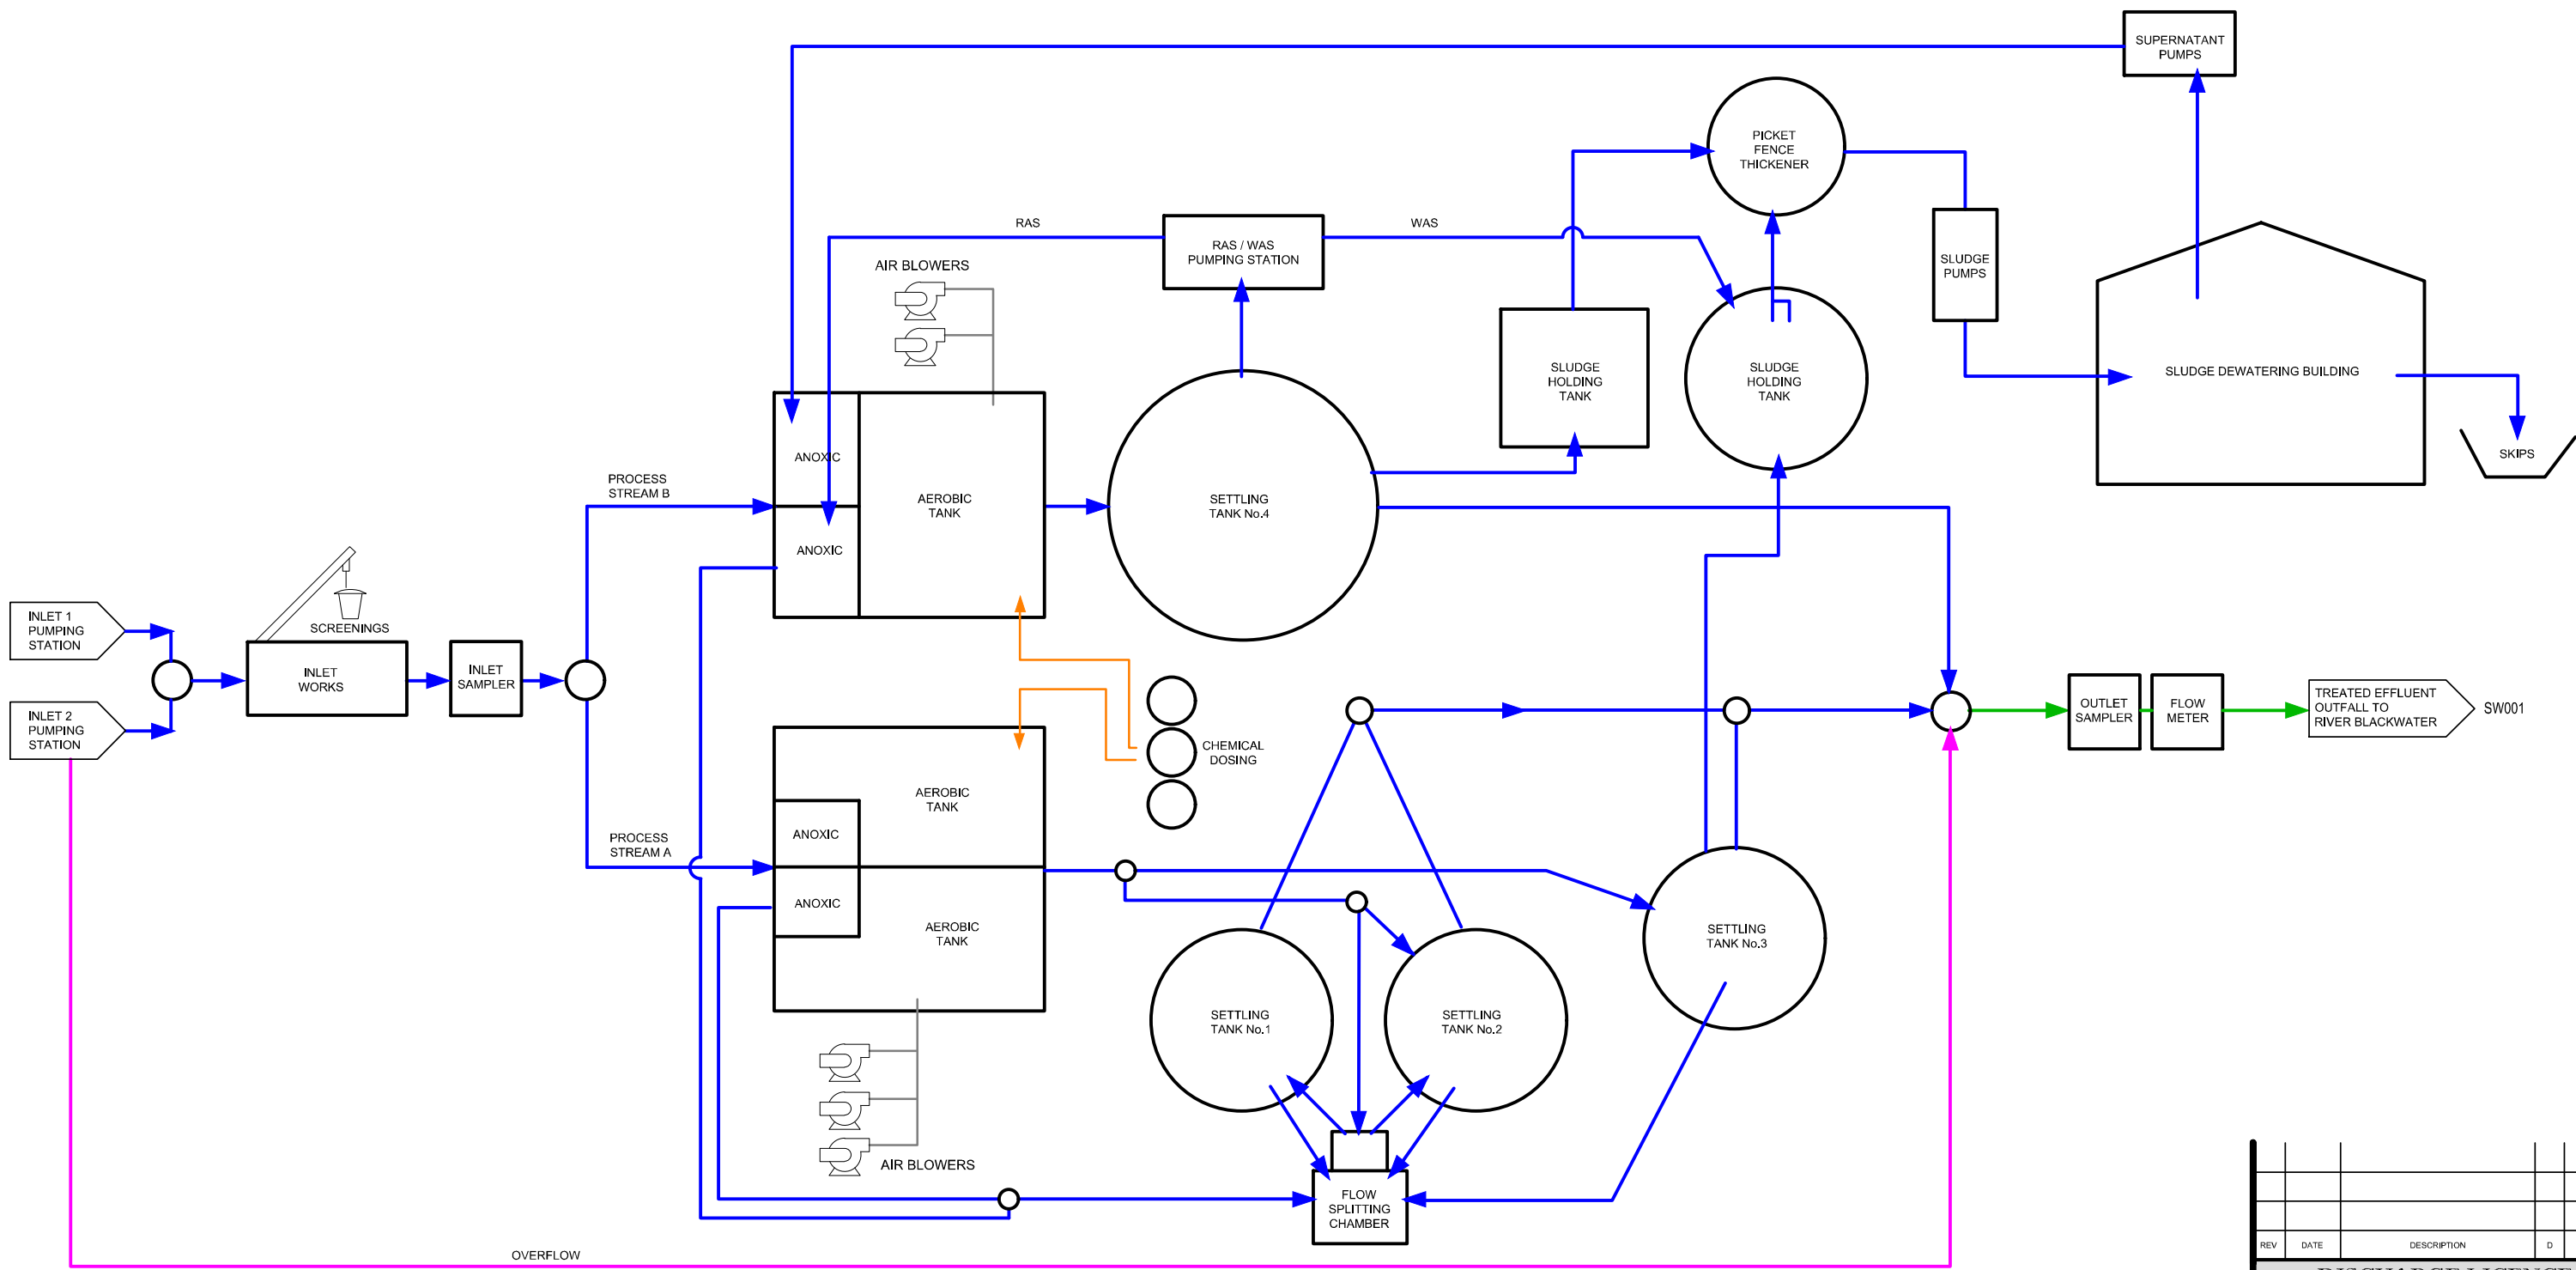 SUPERNATANT
PUMPS
PICKET
FENCE
THICKENER
RAS
RAS / WAS
PUMPING STATION
WAS
AIR BLOWERS
SLUDGE
PUMPS
SLUDGE
HOLDING
TANK
SLUDGE
HOLDING
TANK
SLUDGE DEWATERING BUILDING
SKIPS
ANOXIC
PROCESS
STREAM B
AEROBIC
TANK
SETTLING
TANK No.4
ANOXIC
INLET 1
PUMPING
STATION
SCREENINGS
INLET
WORKS
INLET
SAMPLER
INLET 2
PUMPING
STATION
OUTLET
SAMPLER
FLOW
METER
TREATED EFFLUENT
OUTFALL TO
RIVER BLACKWATER
SW001
CHEMICAL
DOSING
AEROBIC
TANK
ANOXIC
PROCESS
STREAM A
ANOXIC
AEROBIC
TANK
SETTLING
TANK No.3
SETTLING
TANK No.1
SETTLING
TANK No.2
AIR BLOWERS
FLOW
SPLITTING
CHAMBER
OVERFLOW
REV
DATE
DESCRIPTION
D
DISCHARGE LICENCE